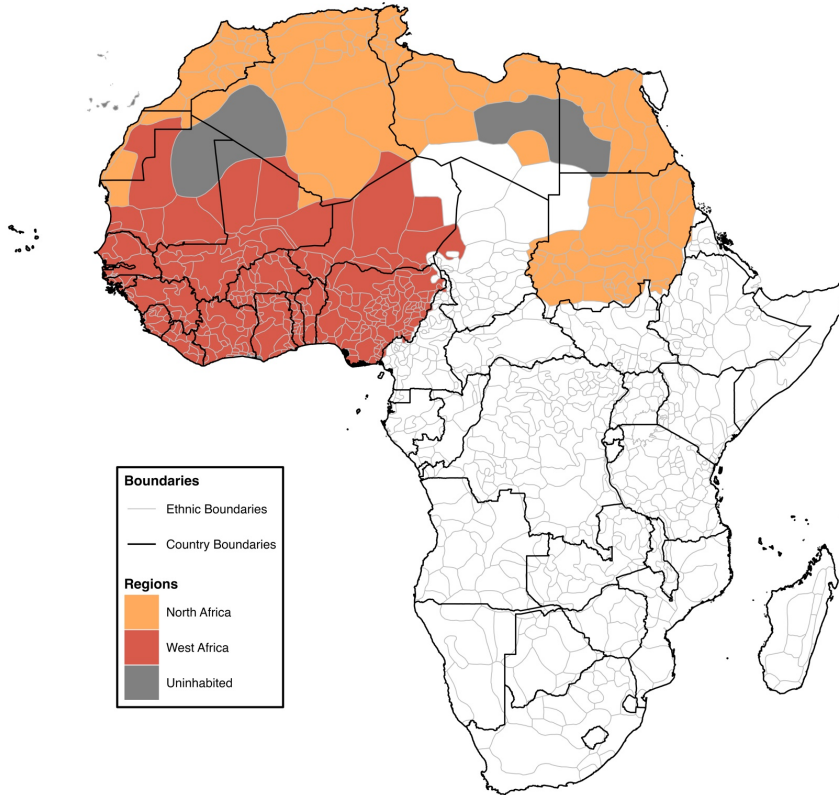 Boundaries
Ethnic Boundaries
Country Boundaries
Regions
North Africa
West Africa
Uninhabited